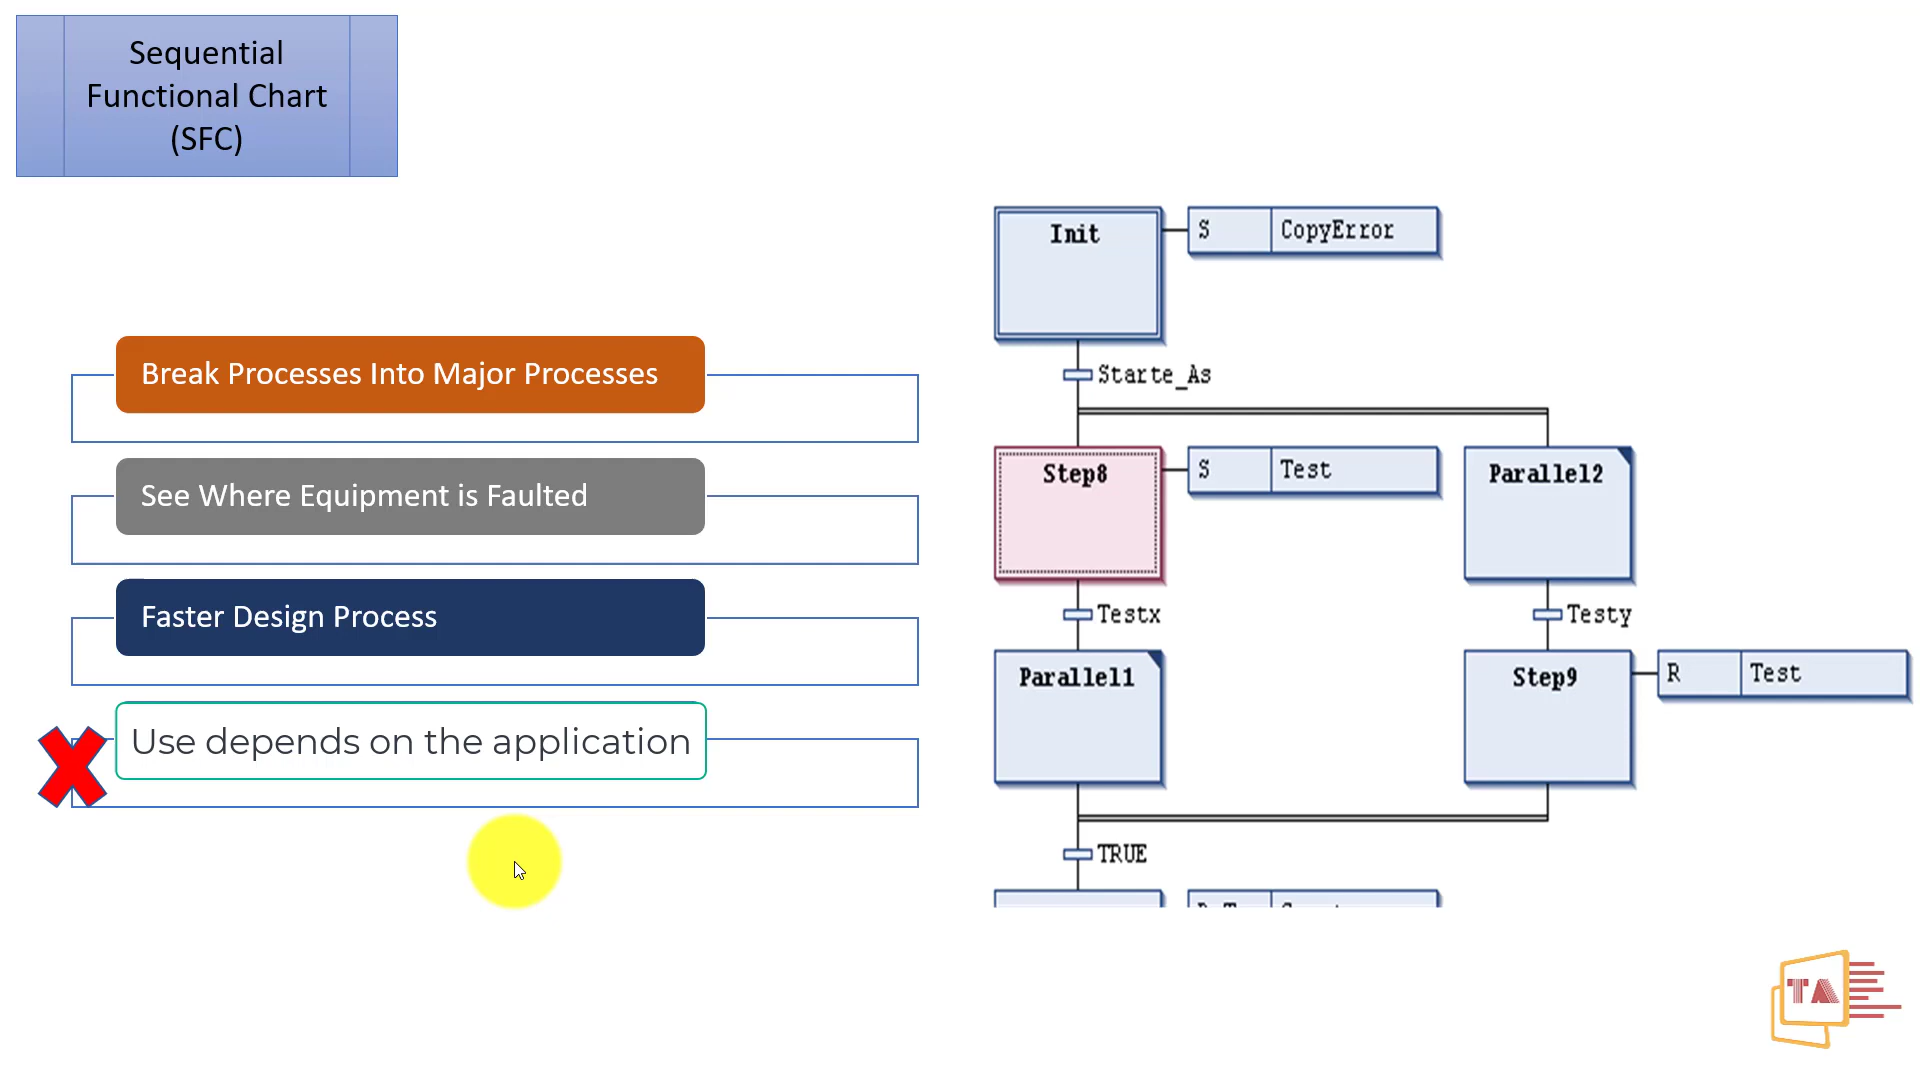 Sequential
Functional Chart
(SFC)
Break Processes Into Major Processes
See Where Equipment is Faulted
Faster Design Process
Use depends on the application
Init
S CopyError
Starte_As
Step8
S Test
Parallel2
Testx
Testy
Parallel1
Step9
R Test
TRUE
TA